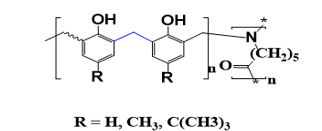 OH OH
* N
(CH2)5
O
R R n * n
R = H, CH3, C(CH3)3